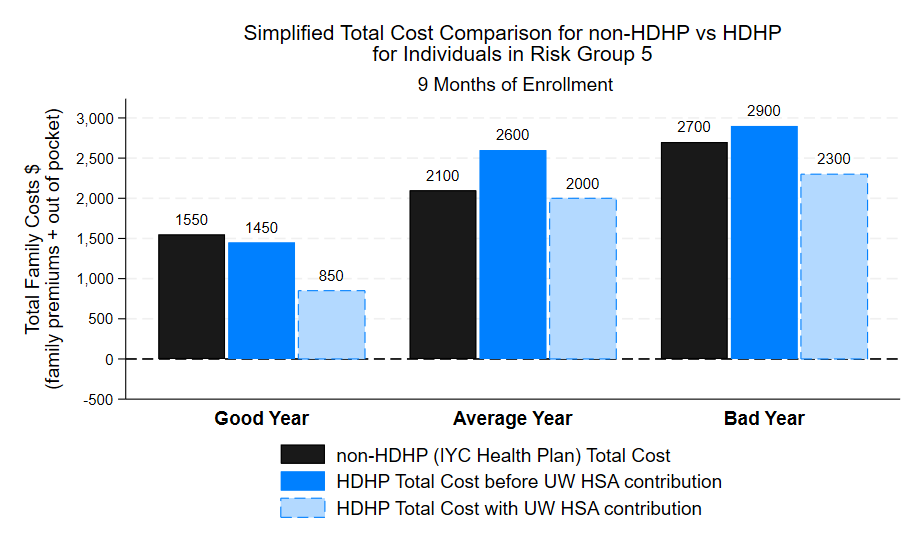 Simplified Total Cost Comparison for non-HDHP vs HDHP
for Individuals in Risk Group 5
9 Months of Enrollment
Total Family Costs $
(family premiums + out of pocket)
3,000
2,500
2,000
1,500
1,000
500
0
-500
1550
1450
850
2100
2600
2000
2700
2900
2300
Good Year
Average Year
Bad Year
non-HDHP (IYC Health Plan) Total Cost
HDHP Total Cost before UW HSA contribution
HDHP Total Cost with UW HSA contribution